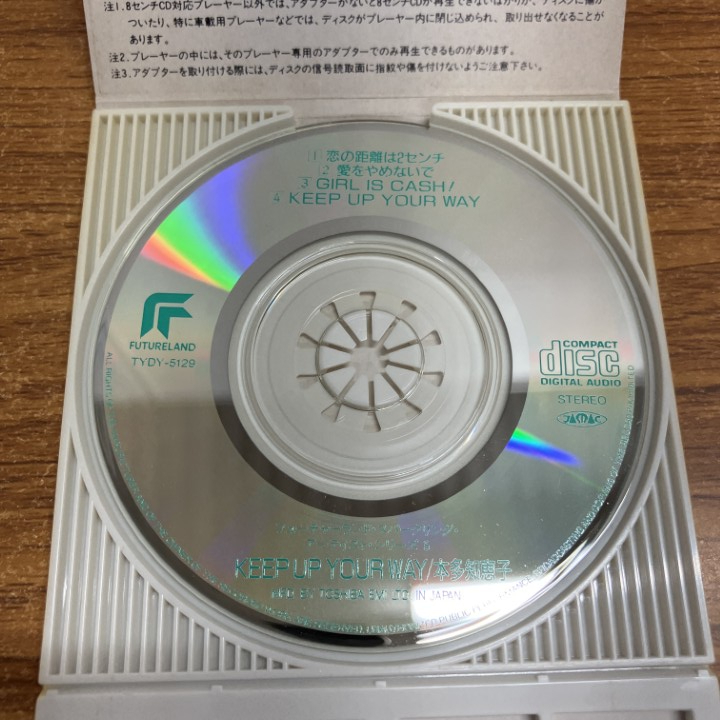 注1.8センチCD対応プレーヤー以外では、アダプターがないと8センチCDが再生できないばかりか、ディスクに傷が
ついたり、特に車載用プレーヤーなどでは、ディスクがプレーヤー内に閉じ込められ、取り出せなくなることが
あります。
注2.プレーヤーの中には、そのプレーヤー専用のアダプターでのみ再生できるものがあります。
注3.アダプターを取り付ける際には、ディスクの信号読取面に指紋や傷を付けないようご注意下さい。
1 恋の距離は2センチ
2 愛をやめないで
3 GIRL IS CASH!
4 KEEP UP YOUR WAY
FUTURELAND
TYDY-5129
COMPACT
disc
DIGITAL AUDIO
STEREO
JASRAC
KEEP UP YOUR WAY/本多知恵子
MFD. BY TOSHIBA EMI LTD. IN JAPAN